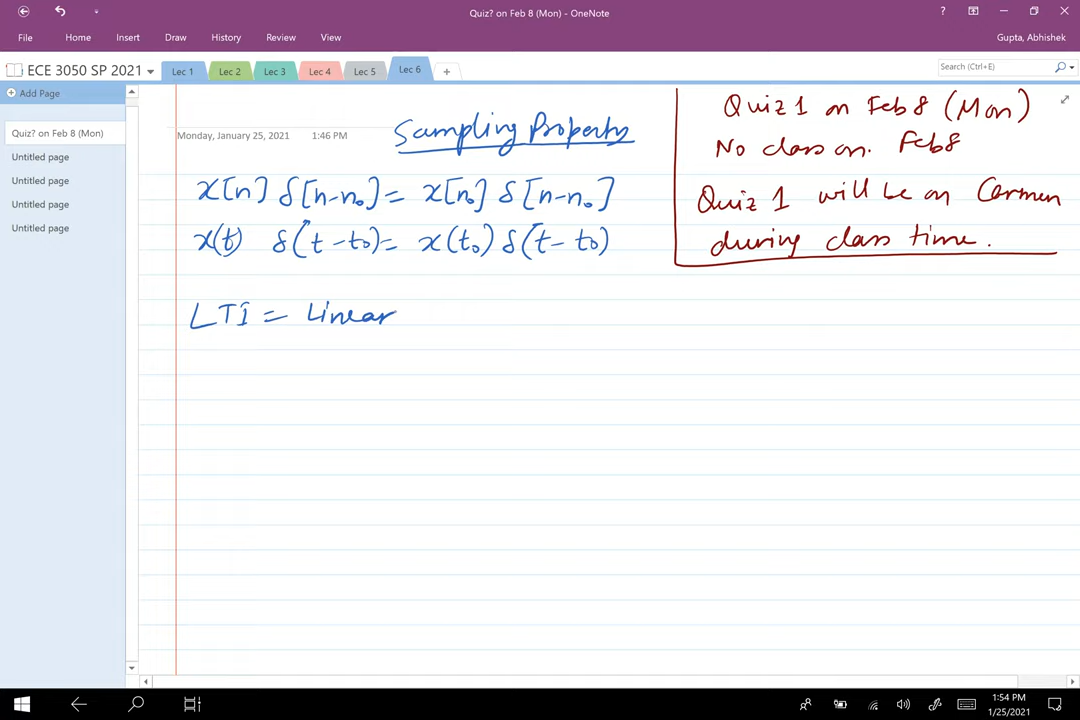 Quiz? on Feb 8 (Mon) - OneNote
?
File Home Insert Draw History Review View
Gupta, Abhishek
ECE 3050 SP 2021
Lec 1 Lec 2 Lec 3 Lec 4 Lec 5 Lec 6 +
Search (Ctrl+E)
Add Page
Quiz? on Feb 8 (Mon)
Untitled page
Untitled page
Untitled page
Untitled page
Monday, January 25, 2021 1:46 PM
Sampling Property
x[n] δ[n-n₀] = x[n₀] δ[n-n₀]
x(t) δ(t-t₀) = x(t₀) δ(t-t₀)
LTI = Linear
Quiz 1 on Feb 8 (Mon)
No class on. Feb 8
Quiz 1 will be on Carmen
during class time.
1:54 PM
1/25/2021